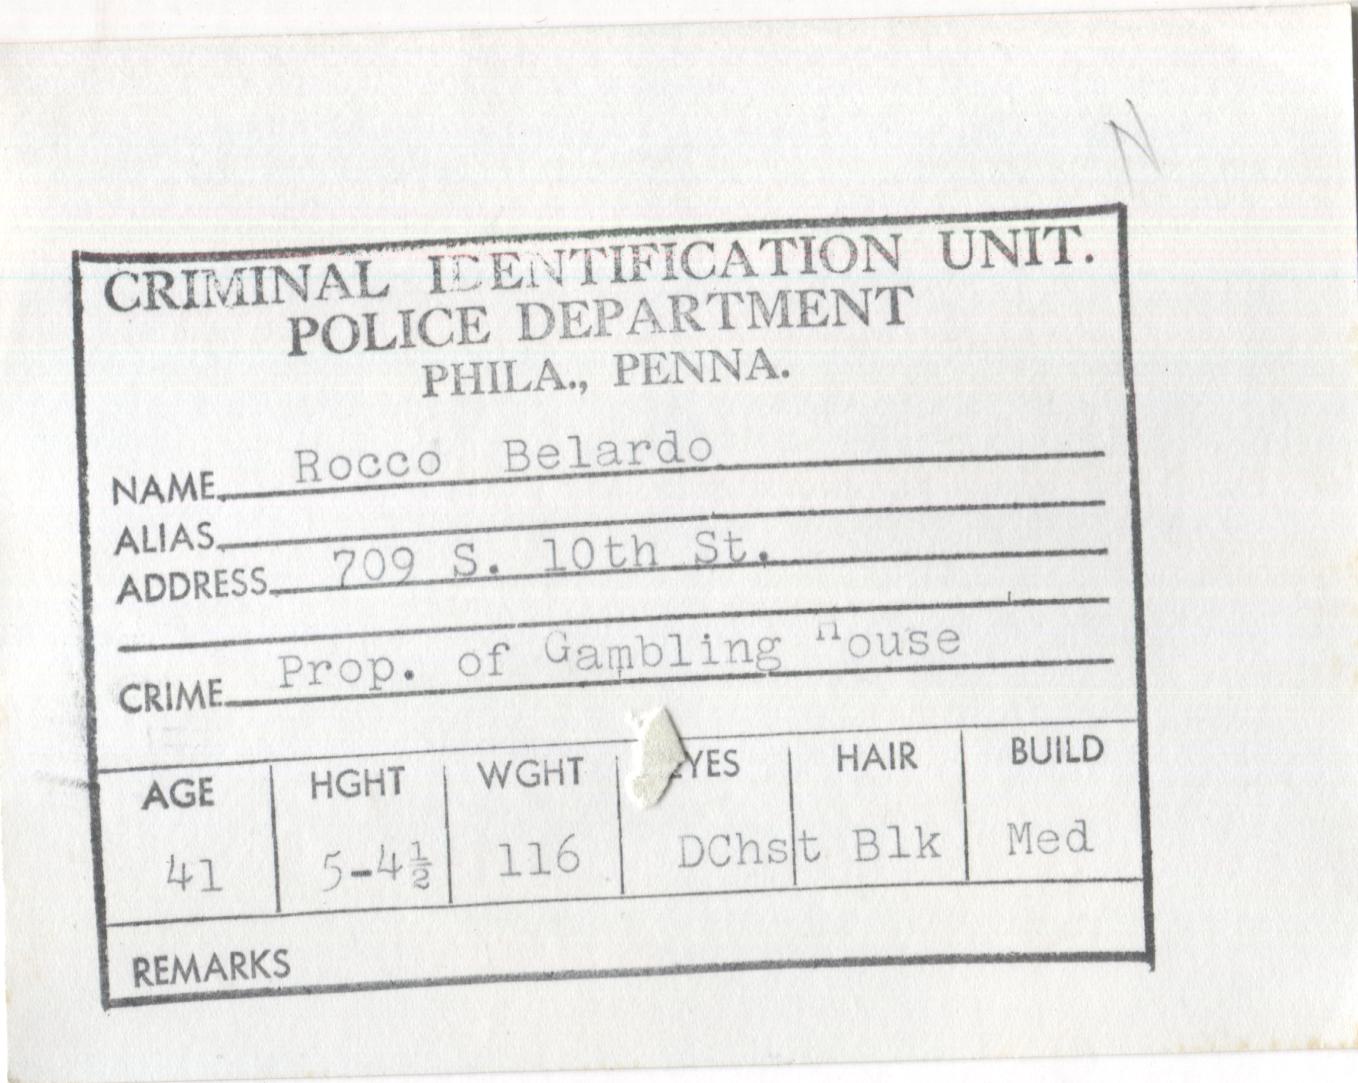 N
CRIMINAL IDENTIFICATION UNIT.
POLICE DEPARTMENT
PHILA., PENNA.
NAME Rocco Belardo
ALIAS
ADDRESS 709 S. 10th St.
CRIME Prop. of Gambling House
AGE HGHT WGHT EYES HAIR BUILD
41 5-4½ 116 DChst Blk Med
REMARKS